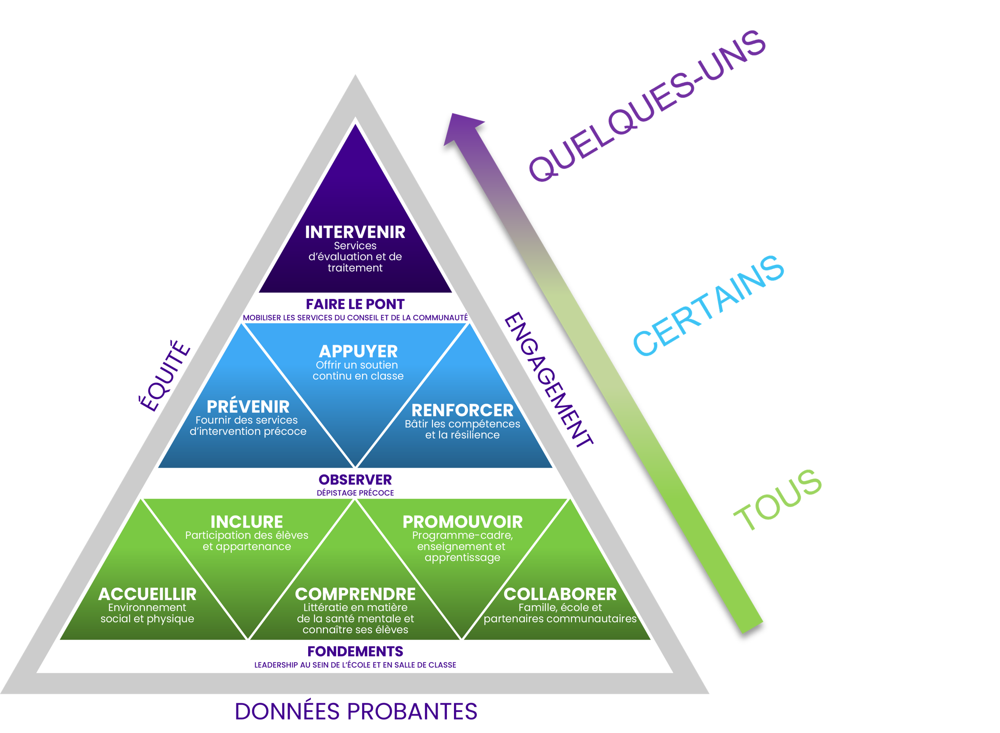 QUELQUES-UNS
INTERVENIR
Services
d’évaluation et de
traitement
FAIRE LE PONT
MOBILISER LES SERVICES DU CONSEIL ET DE LA COMMUNAUTÉ
CERTAINS
ÉQUITÉ
ENGAGEMENT
APPUYER
Offrir un soutien
continu en classe
PRÉVENIR
Fournir des services
d’intervention précoce
RENFORCER
Bâtir les compétences
et la résilience
OBSERVER
DÉPISTAGE PRÉCOCE
TOUS
INCLURE
Participation des élèves
et appartenance
PROMOUVOIR
Programme-cadre,
enseignement et
apprentissage
ACCUEILLIR
Environnement
social et physique
COMPRENDRE
Littératie en matière
de la santé mentale et
connaître ses élèves
COLLABORER
Famille, école et
partenaires communautaires
FONDEMENTS
LEADERSHIP AU SEIN DE L’ÉCOLE ET EN SALLE DE CLASSE
DONNÉES PROBANTES